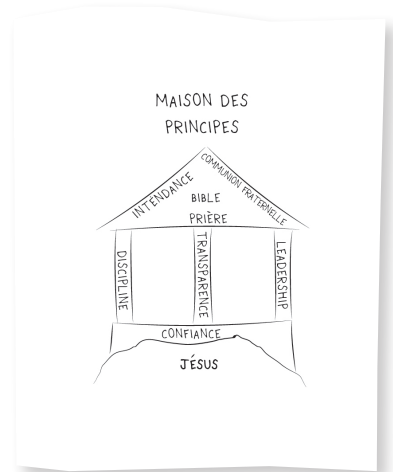 MAISON DES
PRINCIPES
INTENDANCE
COMMUNION FRATERNELLE
BIBLE
PRIÈRE
DISCIPLINE
TRANSPARENCE
LEADERSHIP
CONFIANCE
JÉSUS